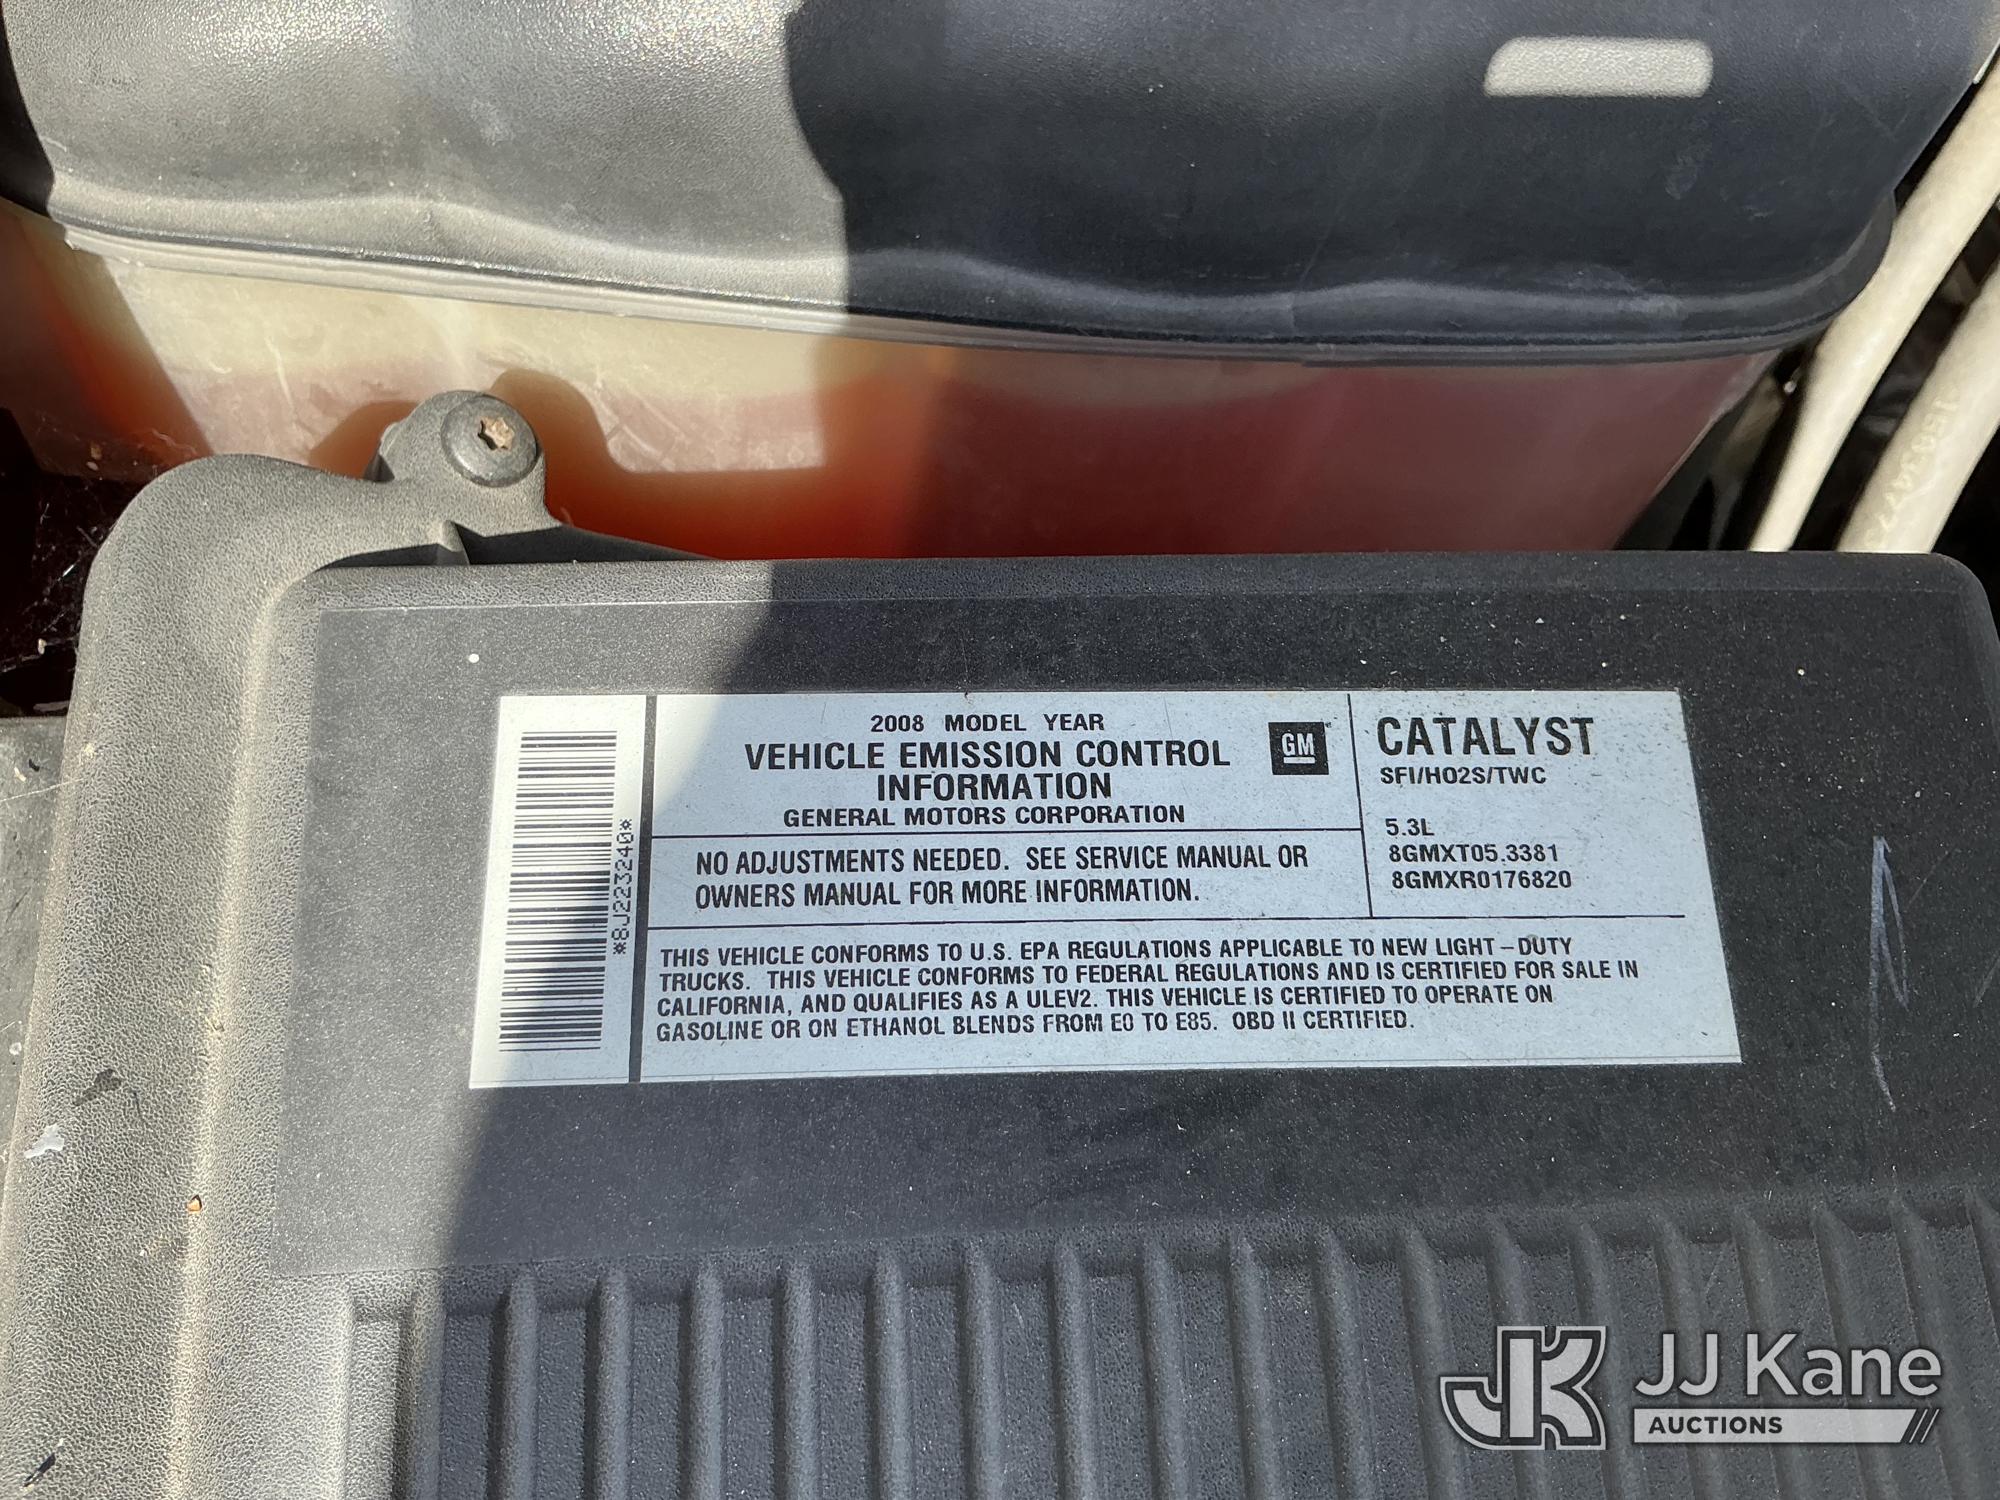 2008 MODEL YEAR
VEHICLE EMISSION CONTROL
INFORMATION
GENERAL MOTORS CORPORATION
GM
CATALYST
SFI/HO2S/TWC
5.3L
8GMXT05.3381
8GMXR0176820
NO ADJUSTMENTS NEEDED. SEE SERVICE MANUAL OR
OWNERS MANUAL FOR MORE INFORMATION.
THIS VEHICLE CONFORMS TO U.S. EPA REGULATIONS APPLICABLE TO NEW LIGHT-DUTY
TRUCKS. THIS VEHICLE CONFORMS TO FEDERAL REGULATIONS AND IS CERTIFIED FOR SALE IN
CALIFORNIA, AND QUALIFIES AS A ULEV2. THIS VEHICLE IS CERTIFIED TO OPERATE ON
GASOLINE OR ON ETHANOL BLENDS FROM E0 TO E85. OBD II CERTIFIED.
*8J223240*
JK JJ Kane
AUCTIONS